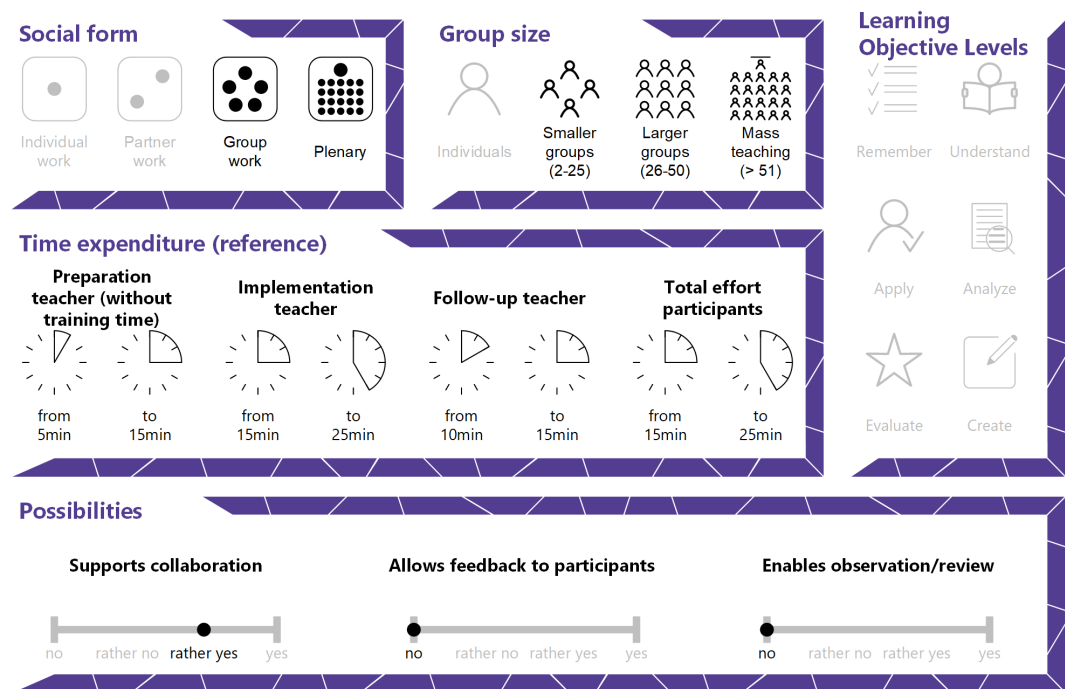 Social form
Individual
work
Partner
work
Group
work
Plenary
Group size
Individuals
Smaller
groups
(2-25)
Larger
groups
(26-50)
Mass
teaching
(> 51)
Learning
Objective Levels
Remember
Understand
Apply
Analyze
Evaluate
Create
Time expenditure (reference)
Preparation
teacher (without
training time)
from
5min
to
15min
Implementation
teacher
from
15min
to
25min
Follow-up teacher
from
10min
to
15min
Total effort
participants
from
15min
to
25min
Possibilities
Supports collaboration
no
rather no
rather yes
yes
Allows feedback to participants
no
rather no
rather yes
yes
Enables observation/review
no
rather no
rather yes
yes